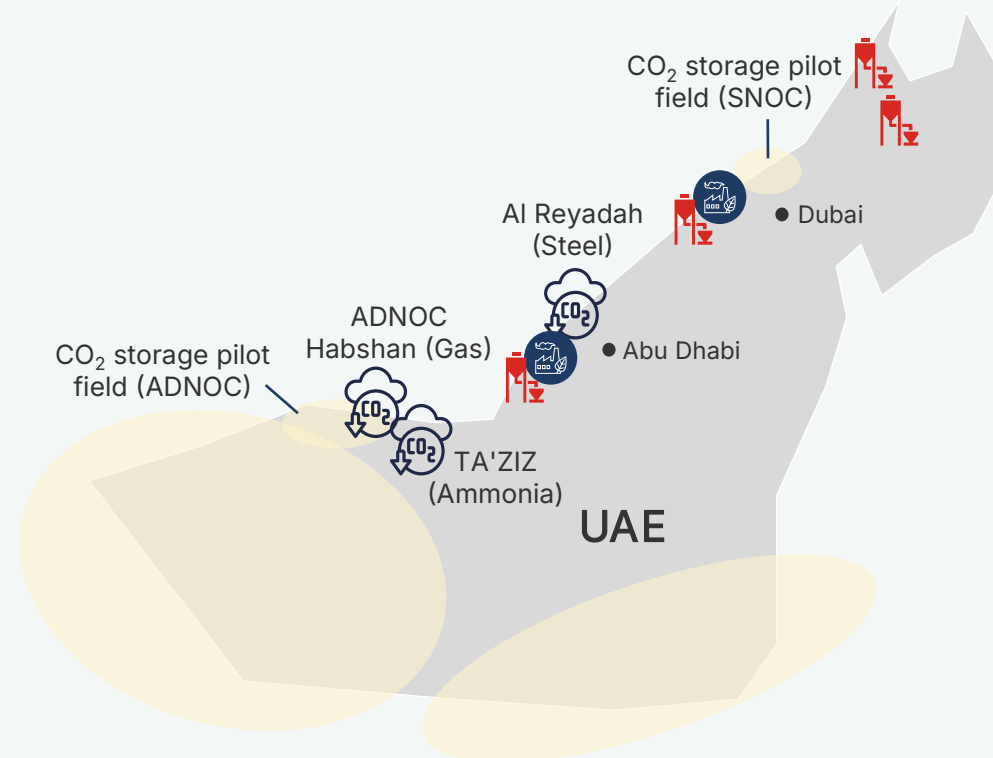 CO₂ storage pilot
field (SNOC)
Al Reyadah
(Steel)
Dubai
ADNOC
Habshan (Gas)
CO₂
Abu Dhabi
CO₂ storage pilot
field (ADNOC)
CO₂
CO₂
TA'ZIZ
(Ammonia)
UAE